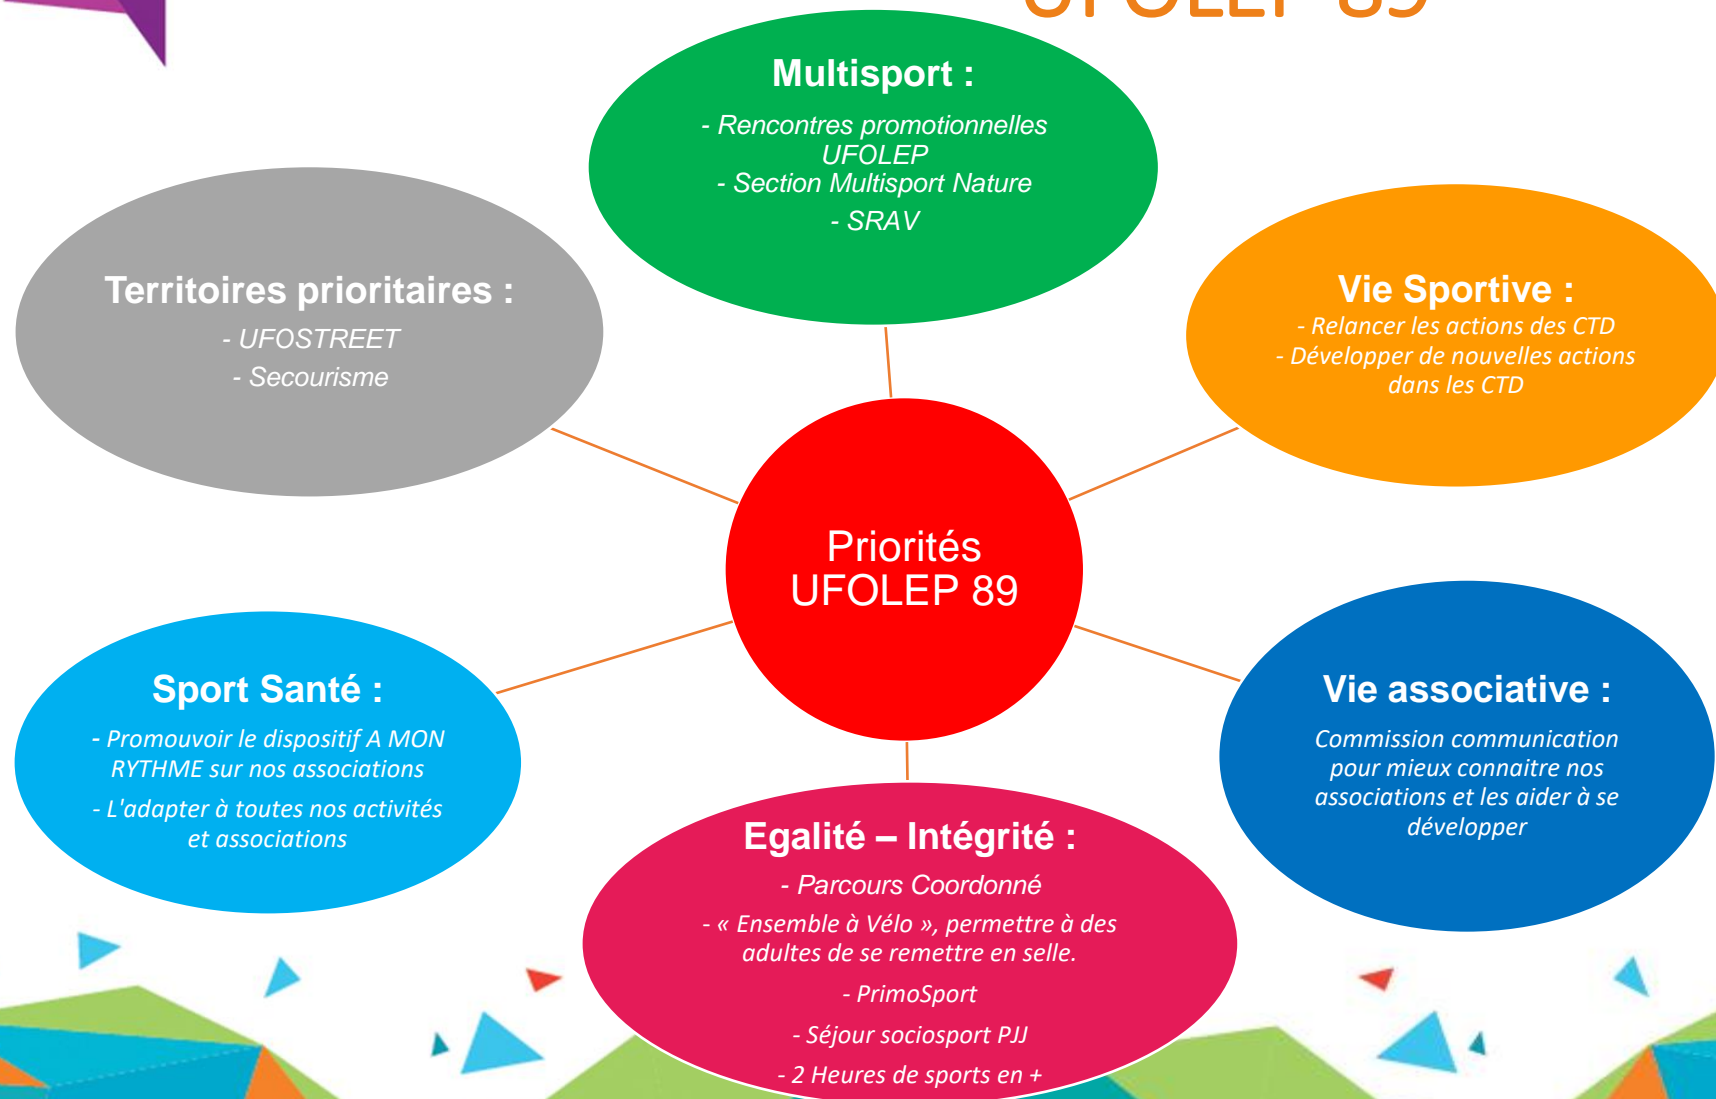 UFOLEP 89
Multisport :
- Rencontres promotionnelles
UFOLEP
- Section Multisport Nature
- SRAV
Territoires prioritaires :
- UFOSTREET
- Secourisme
Vie Sportive :
- Relancer les actions des CTD
- Développer de nouvelles actions
dans les CTD
Priorités
UFOLEP 89
Sport Santé :
- Promouvoir le dispositif A MON
RYTHME sur nos associations
- L'adapter à toutes nos activités
et associations
Vie associative :
Commission communication
pour mieux connaitre nos
associations et les aider à se
développer
Egalité – Intégrité :
- Parcours Coordonné
- « Ensemble à Vélo », permettre à des
adultes de se remettre en selle.
- PrimoSport
- Séjour sociosport PJJ
- 2 Heures de sports en +